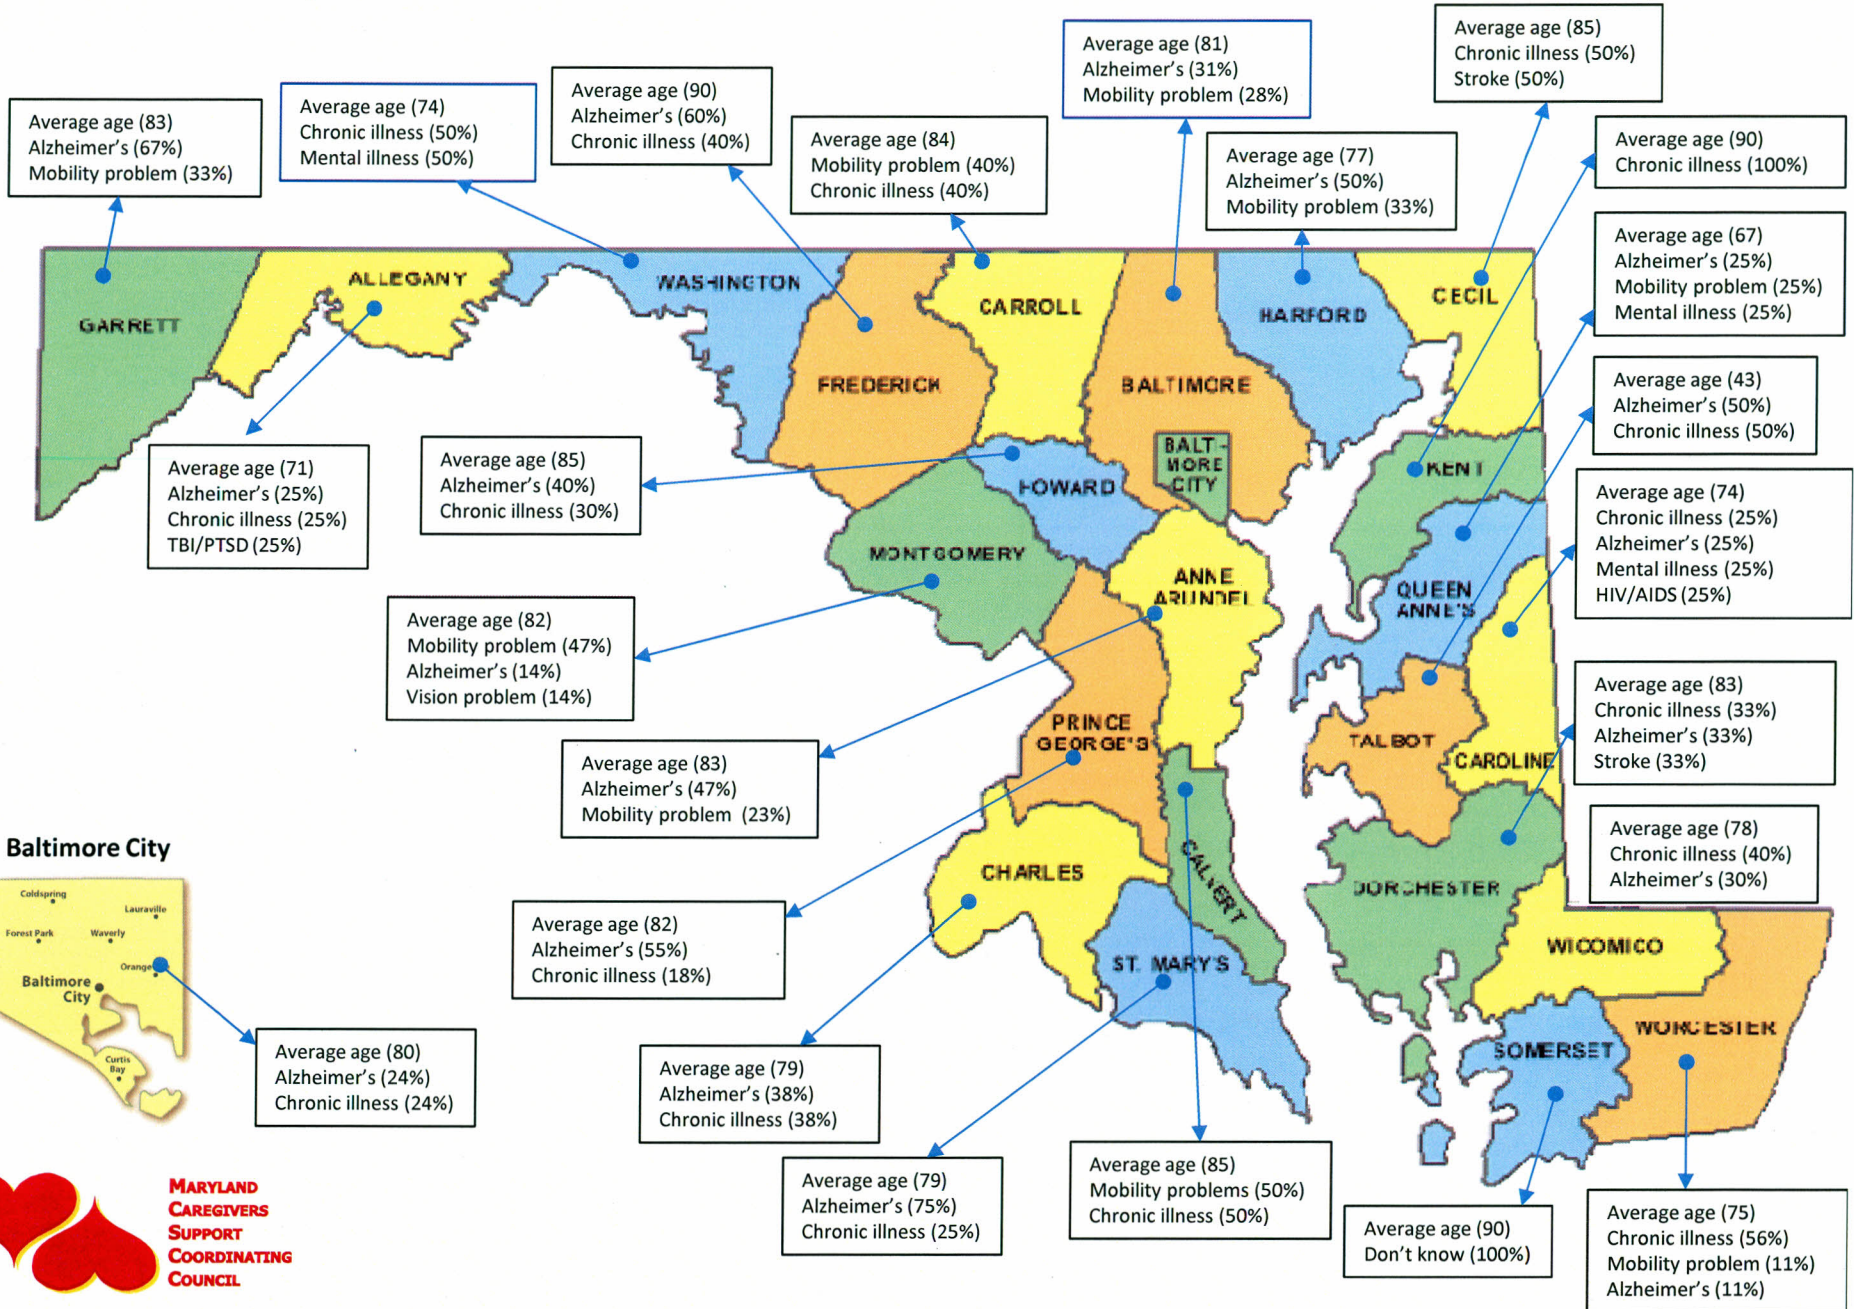 Average age (83)
Alzheimer's (67%)
Mobility problem (33%)
Average age (74)
Chronic illness (50%)
Mental illness (50%)
Average age (90)
Alzheimer's (60%)
Chronic illness (40%)
Average age (84)
Mobility problem (40%)
Chronic illness (40%)
Average age (81)
Alzheimer's (31%)
Mobility problem (28%)
Average age (77)
Alzheimer's (50%)
Mobility problem (33%)
Average age (85)
Chronic illness (50%)
Stroke (50%)
Average age (90)
Chronic illness (100%)
Average age (67)
Alzheimer's (25%)
Mobility problem (25%)
Mental illness (25%)
Average age (43)
Alzheimer's (50%)
Chronic illness (50%)
Average age (74)
Chronic illness (25%)
Alzheimer's (25%)
Mental illness (25%)
HIV/AIDS (25%)
Average age (83)
Chronic illness (33%)
Alzheimer's (33%)
Stroke (33%)
Average age (78)
Chronic illness (40%)
Alzheimer's (30%)
GARRETT
ALLEGANY
WASHINGTON
FREDERICK
CARROLL
BALTIMORE
HARFORD
CECIL
BALTI-
MORE
CITY
HOWARD
KENT
MONTGOMERY
ANNE
ARUNDEL
QUEEN
ANNE'S
PRINCE
GEORGE'S
TALBOT
CAROLINE
CHARLES
CALVERT
DORCHESTER
ST. MARY'S
WICOMICO
SOMERSET
WORCESTER
Average age (71)
Alzheimer's (25%)
Chronic illness (25%)
TBI/PTSD (25%)
Average age (85)
Alzheimer's (40%)
Chronic illness (30%)
Average age (82)
Mobility problem (47%)
Alzheimer's (14%)
Vision problem (14%)
Average age (83)
Alzheimer's (47%)
Mobility problem (23%)
Average age (82)
Alzheimer's (55%)
Chronic illness (18%)
Average age (79)
Alzheimer's (38%)
Chronic illness (38%)
Average age (79)
Alzheimer's (75%)
Chronic illness (25%)
Average age (85)
Mobility problems (50%)
Chronic illness (50%)
Average age (90)
Don't know (100%)
Average age (75)
Chronic illness (56%)
Mobility problem (11%)
Alzheimer's (11%)
Baltimore City
Coldspring
Lauraville
Forest Park
Waverly
Orange
Baltimore
City
Curtis
Bay
Average age (80)
Alzheimer's (24%)
Chronic illness (24%)
MARYLAND
CAREGIVERS
SUPPORT
COORDINATING
COUNCIL